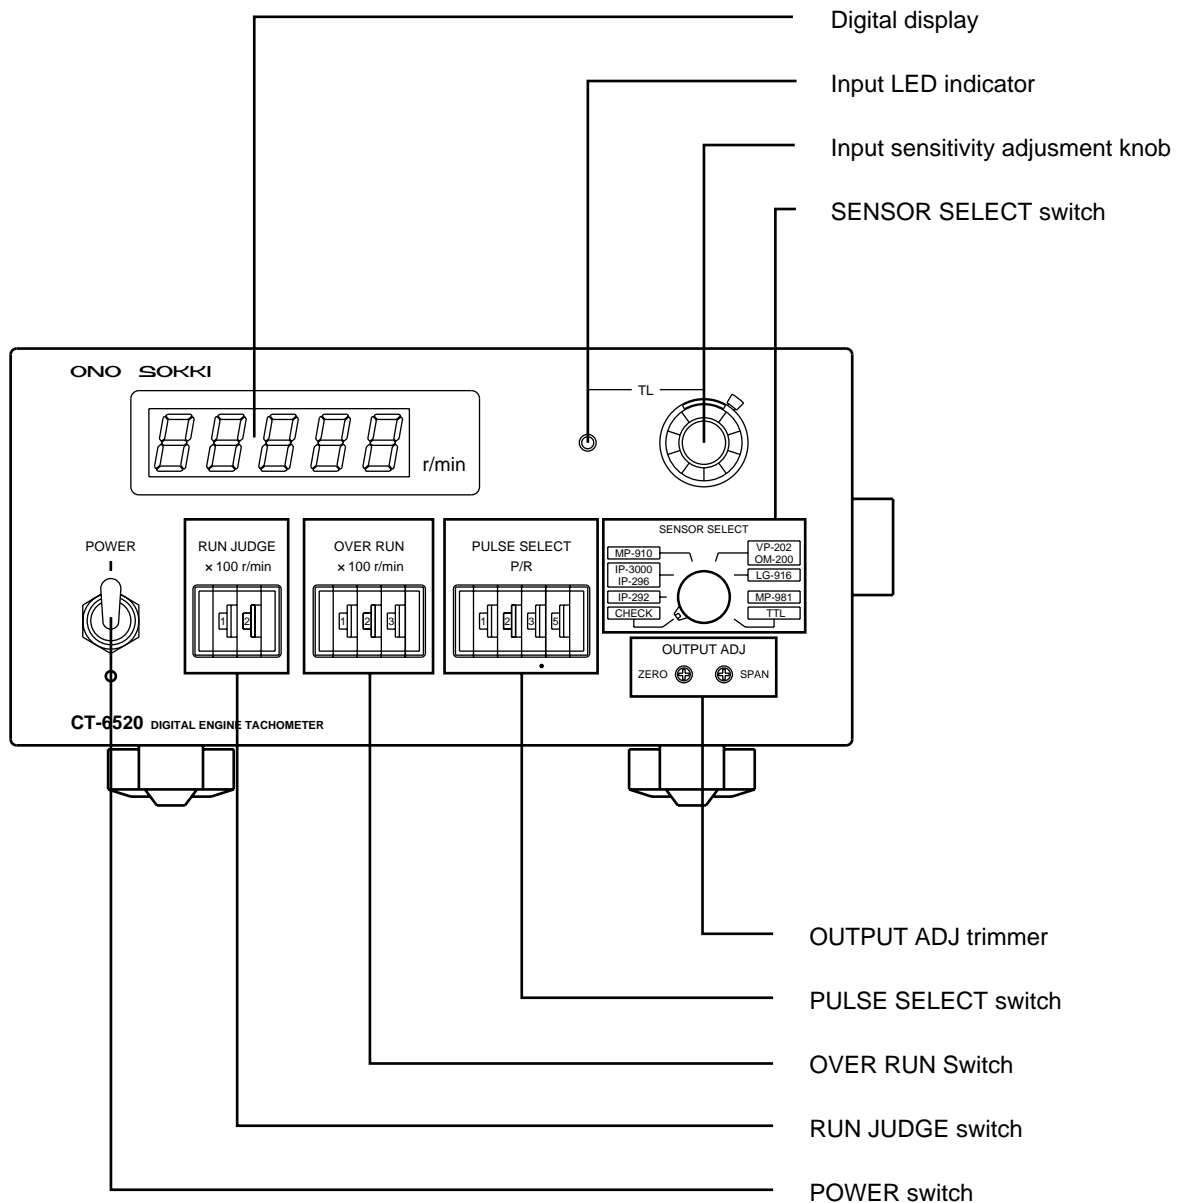 Digital display
Input LED indicator
Input sensitivity adjusment knob
SENSOR SELECT switch
ONO SOKKI
TL
88888
r/min
POWER
I
RUN JUDGE
× 100 r/min
1 2
OVER RUN
× 100 r/min
1 2 3
PULSE SELECT
P/R
1 2 3 5
SENSOR SELECT
MP-910
IP-3000
IP-296
IP-292
CHECK
VP-202
OM-200
LG-916
MP-981
TTL
OUTPUT ADJ
ZERO SPAN
CT-6520 DIGITAL ENGINE TACHOMETER
OUTPUT ADJ trimmer
PULSE SELECT switch
OVER RUN Switch
RUN JUDGE switch
POWER switch